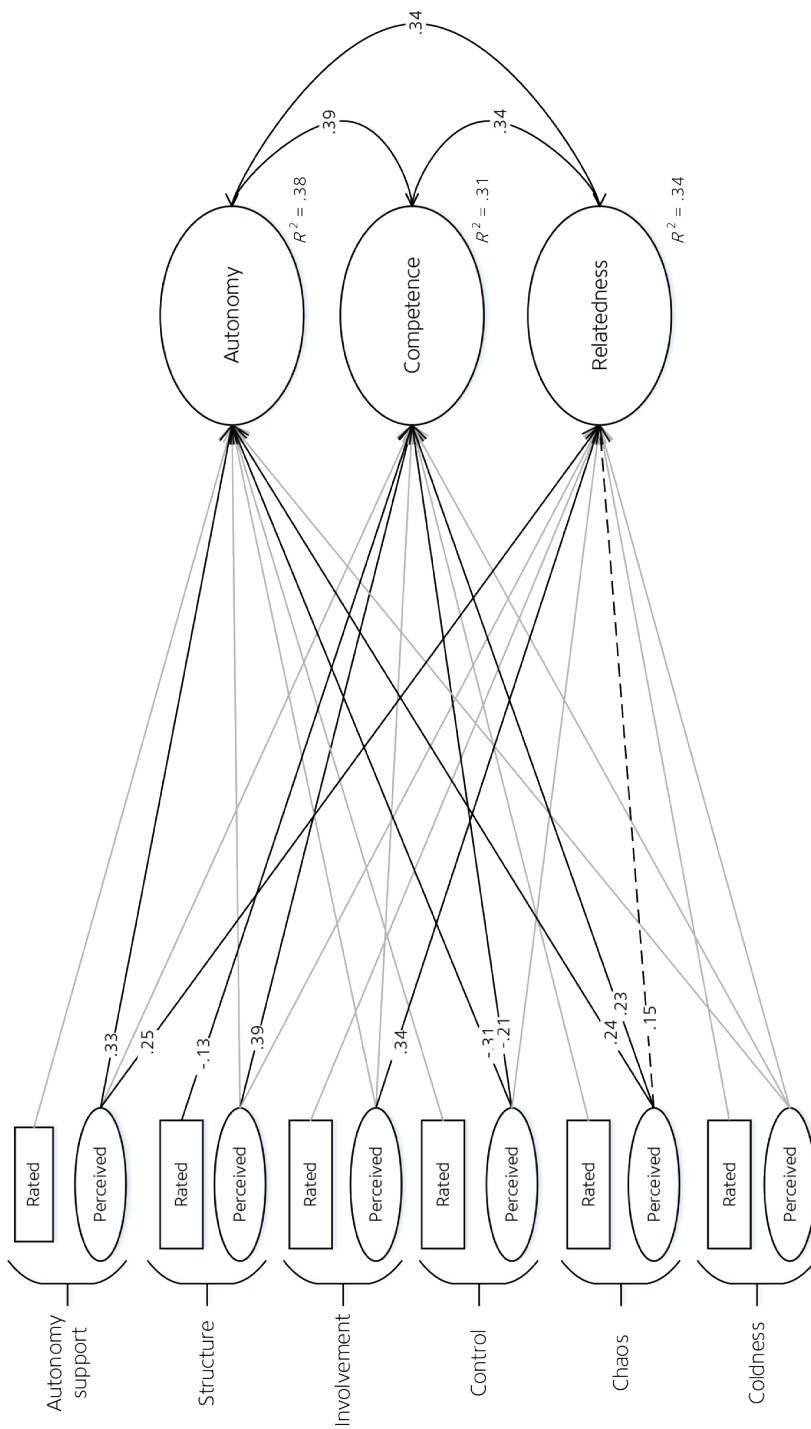 Autonomy
support
Rated
Perceived
.33
.25
Structure
Rated
Perceived
-.13
.39
Involvement
Rated
Perceived
.34
Control
Rated
Perceived
-.31
-.21
Chaos
Rated
Perceived
.24
.23
.15
Coldness
Rated
Perceived
Autonomy
R² = .38
Competence
R² = .31
Relatedness
R² = .34
.39
.34
.34